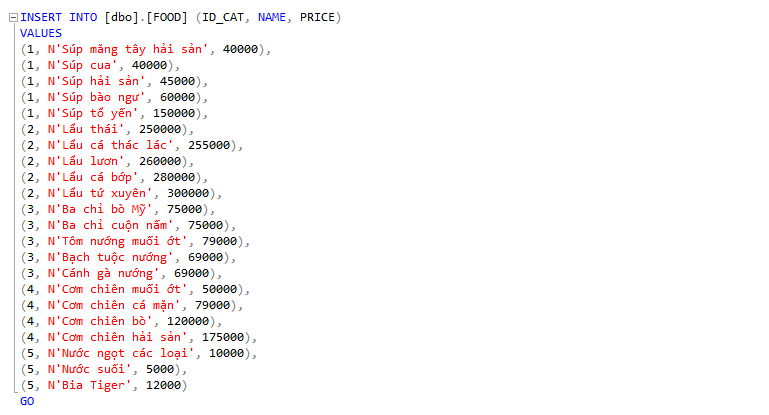 INSERT INTO [dbo].[FOOD] (ID_CAT, NAME, PRICE)
VALUES
(1, N'Súp măng tây hải sản', 40000),
(1, N'Súp cua', 40000),
(1, N'Súp hải sản', 45000),
(1, N'Súp bào ngư', 60000),
(1, N'Súp tổ yến', 150000),
(2, N'Lẩu thái', 250000),
(2, N'Lẩu cá thác lác', 255000),
(2, N'Lẩu lươn', 260000),
(2, N'Lẩu cá bớp', 280000),
(2, N'Lẩu tứ xuyên', 300000),
(3, N'Ba chỉ bò Mỹ', 75000),
(3, N'Ba chỉ cuộn nấm', 75000),
(3, N'Tôm nướng muối ớt', 79000),
(3, N'Bạch tuộc nướng', 69000),
(3, N'Cánh gà nướng', 69000),
(4, N'Cơm chiên muối ớt', 50000),
(4, N'Cơm chiên cá mặn', 79000),
(4, N'Cơm chiên bò', 120000),
(4, N'Cơm chiên hải sản', 175000),
(5, N'Nước ngọt các loại', 10000),
(5, N'Nước suối', 5000),
(5, N'Bia Tiger', 12000)
GO